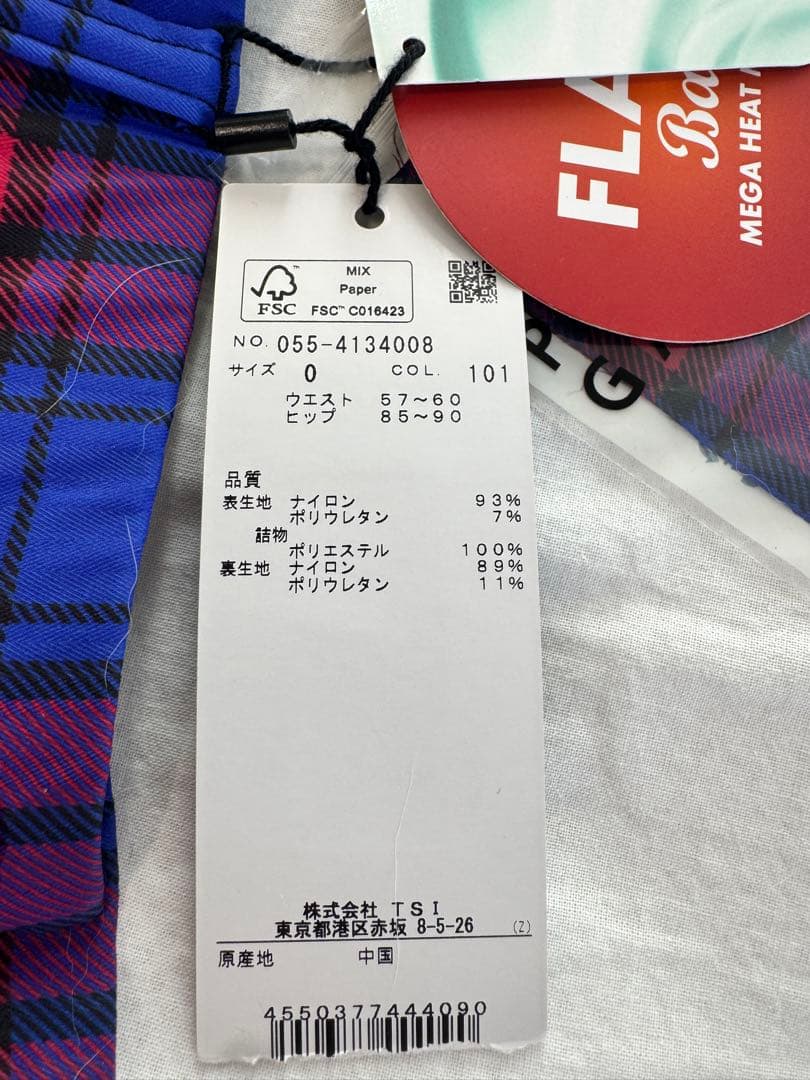 FLA
Ba
MEGA HEAT
P
G
MIX
Paper
FSC
FSC™ C016423
NO. 055-4134008
サイズ 0 COL. 101
ウエスト 57～60
ヒップ 85～90
品質
表生地 ナイロン 93%
ポリウレタン 7%
詰物
ポリエステル 100%
裏生地 ナイロン 89%
ポリウレタン 11%
株式会社 TSI
東京都港区赤坂 8-5-26 (Z)
原産地 中国
4550377444090